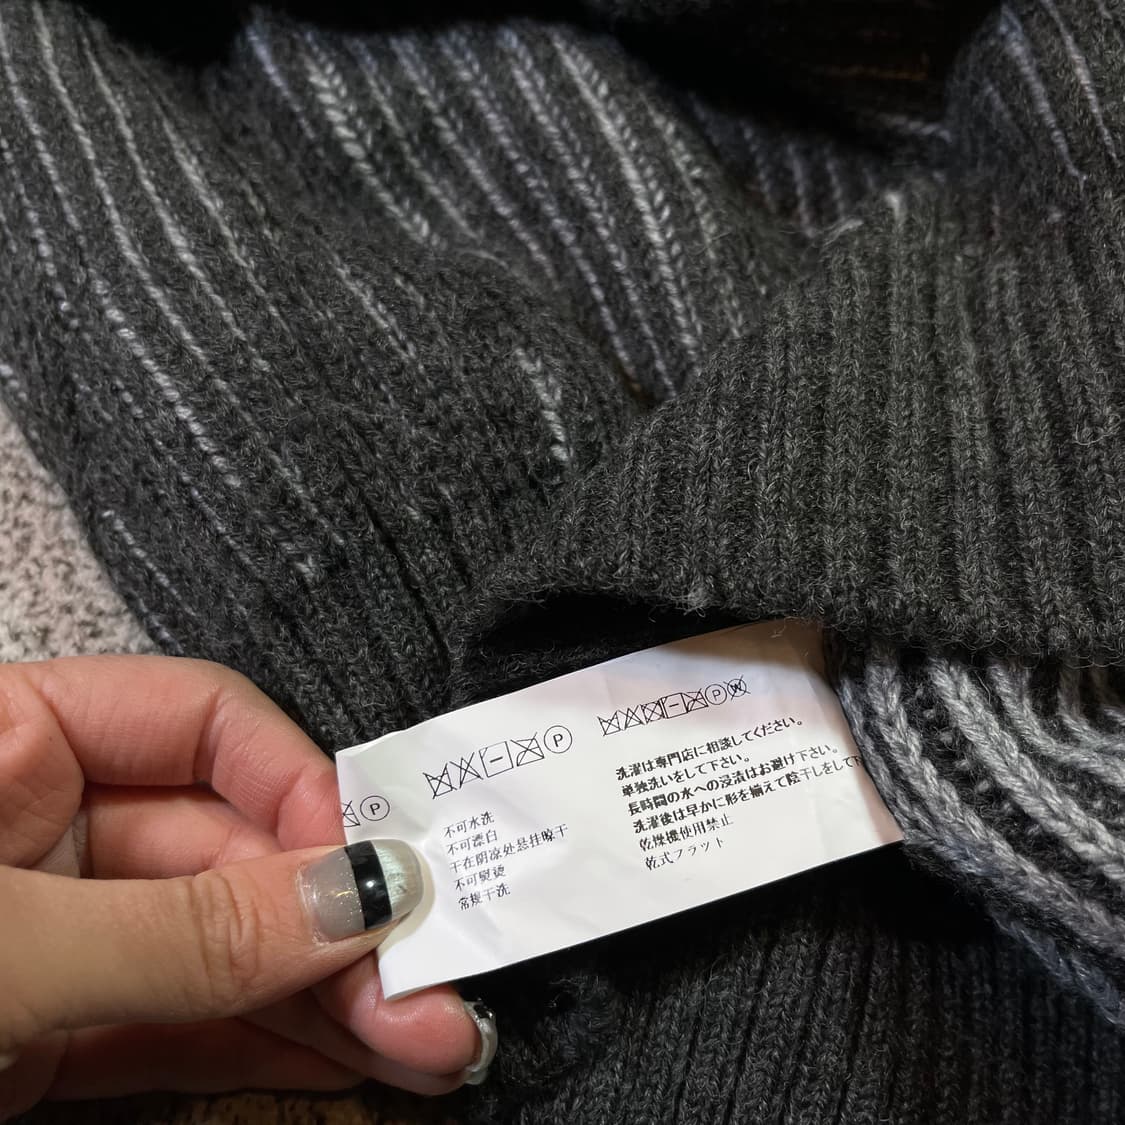 P
P
不可水洗
不可漂白
干在阴凉处悬挂晾干
不可熨烫
常规干洗
P W
洗濯は専門店に相談してください。
単独洗いをして下さい。
長時間の水への浸漬はお避け下さい。
洗濯後は早かに形を揃えて陰干しをして下
乾燥機使用禁止
乾式フラット